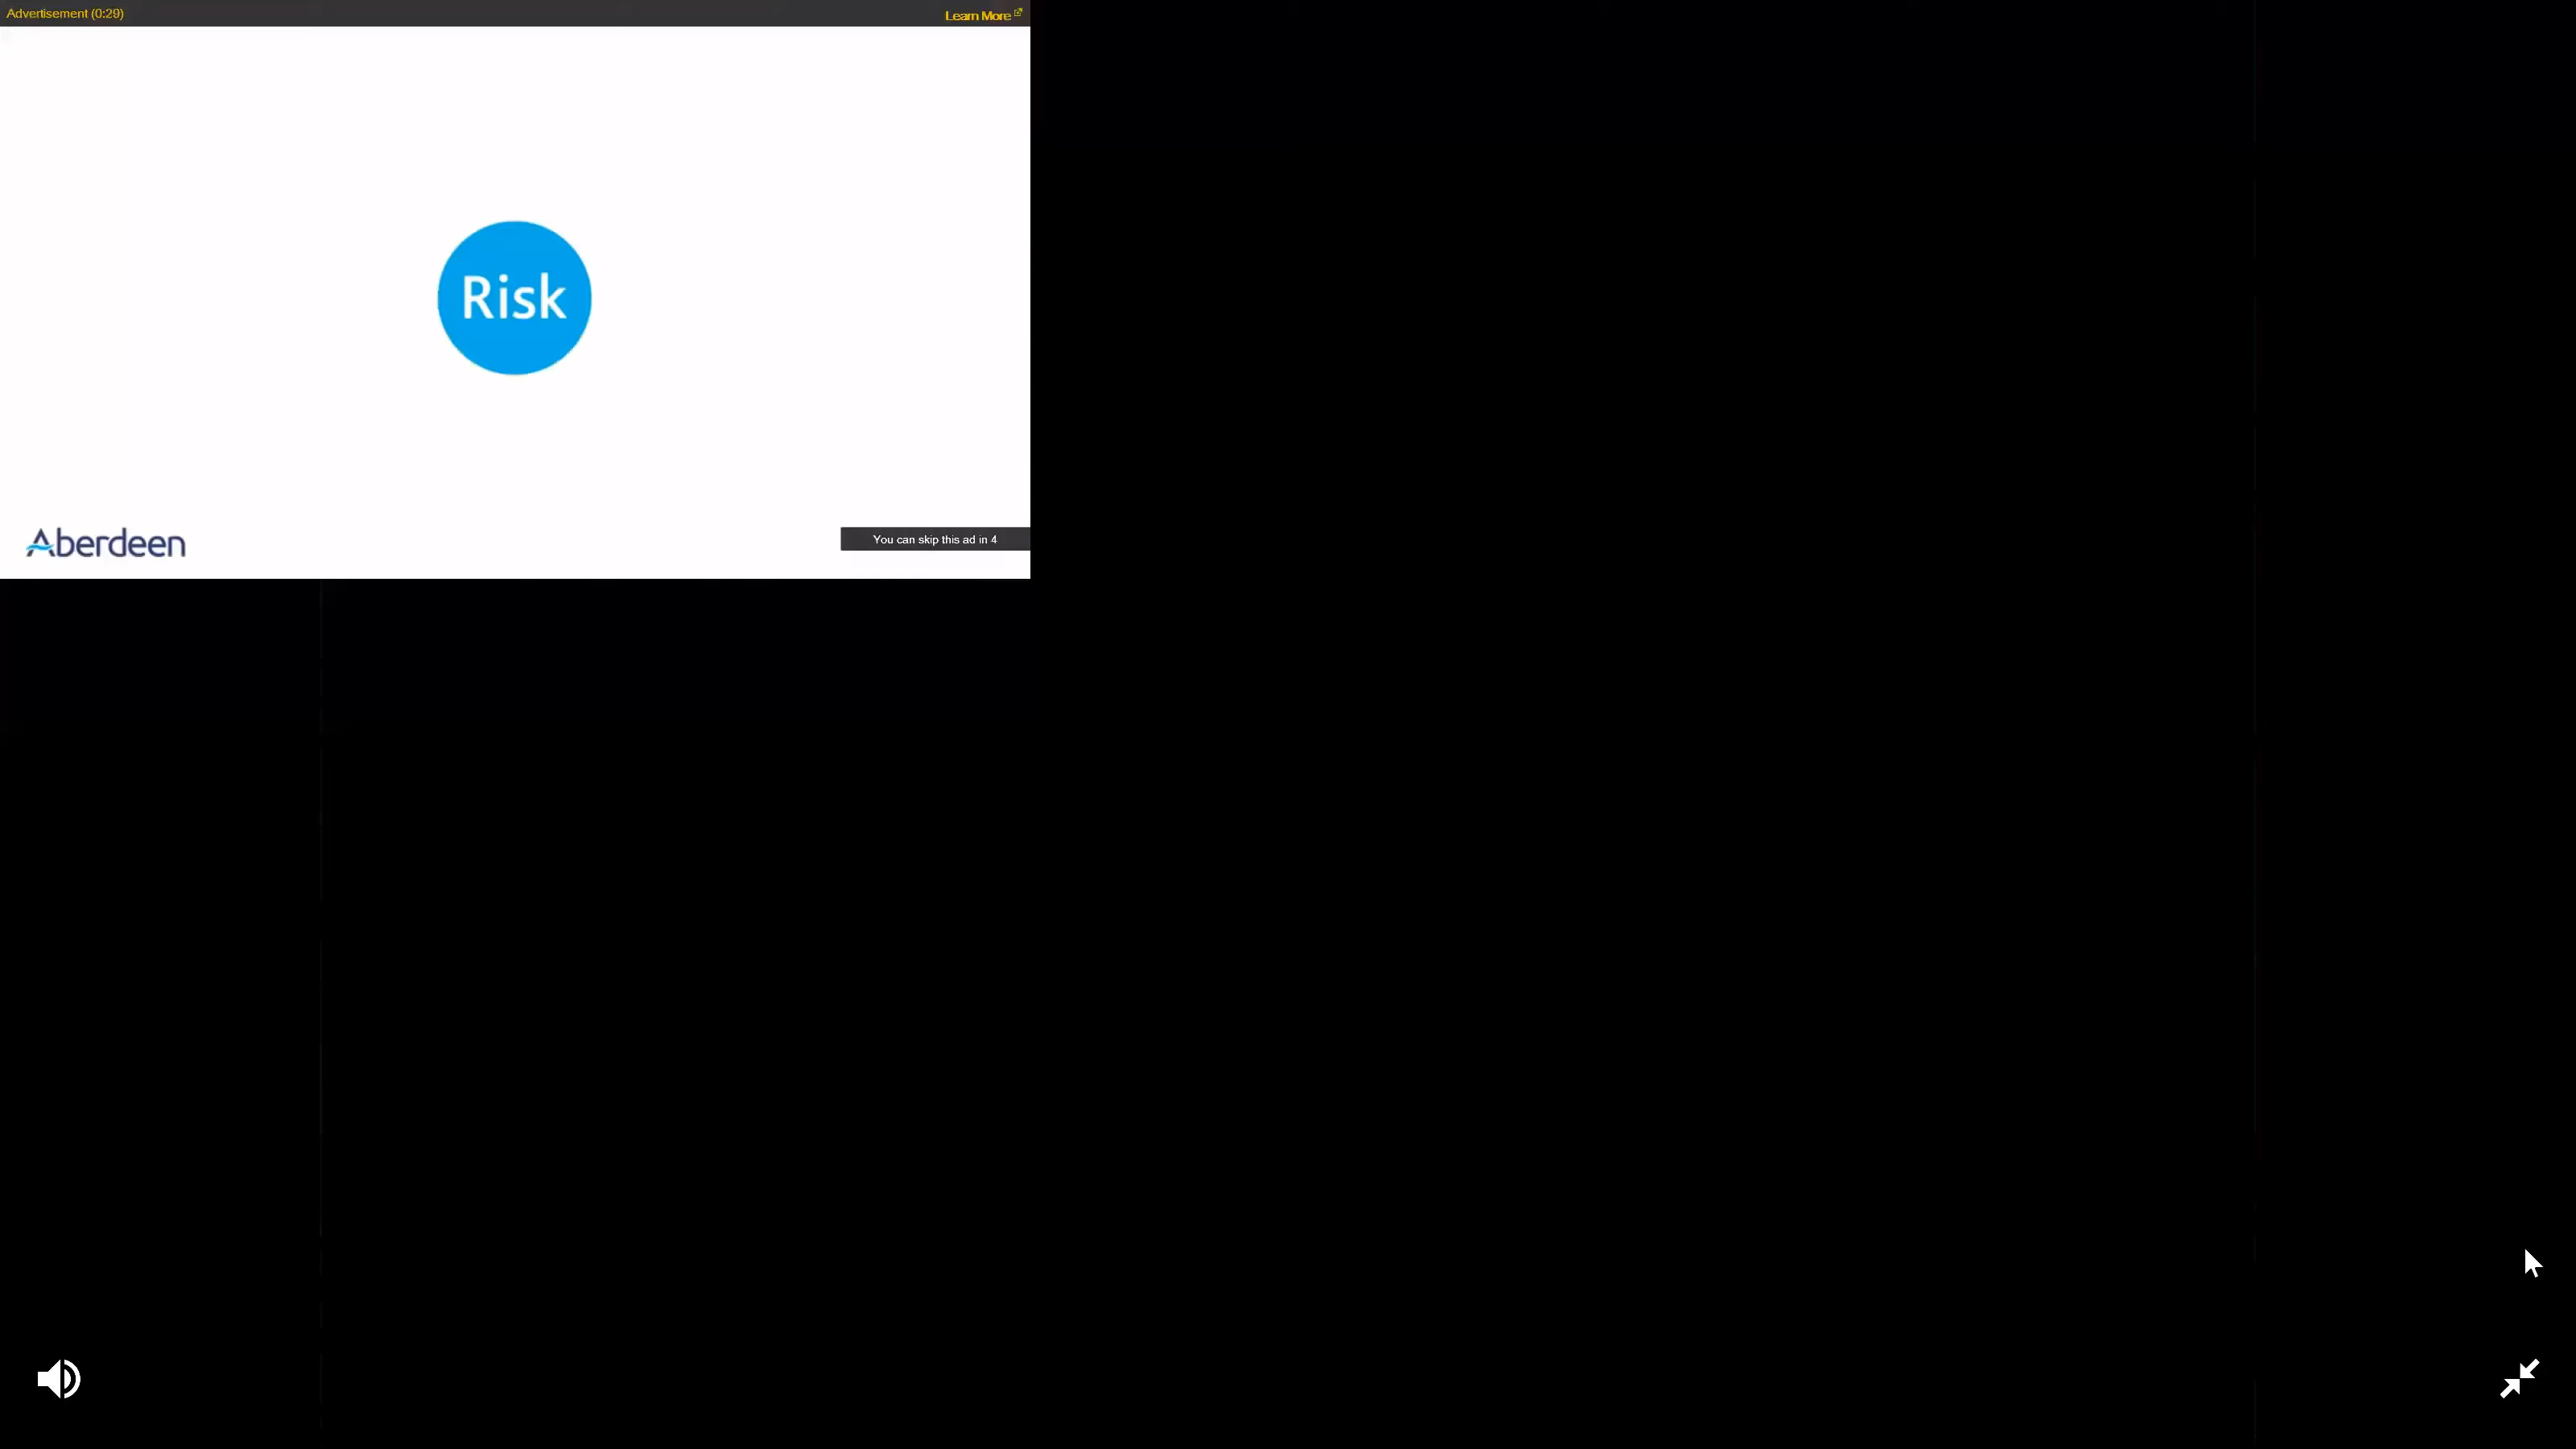 Advertisement (0:29)
Learn More
Risk
Aberdeen
You can skip this ad in 4